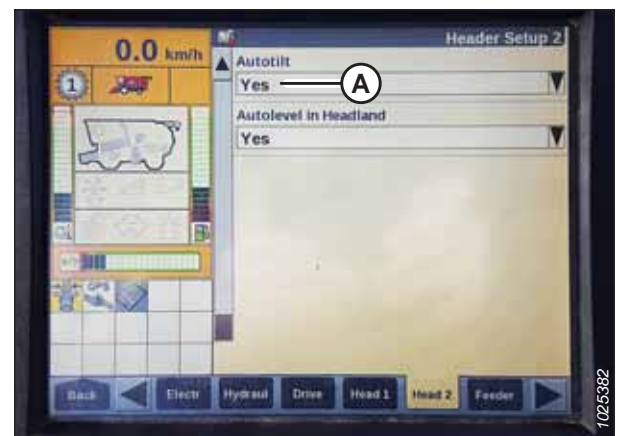 0.0 km/h
Header Setup 2
1
Autotilt
Yes
A
Autolevel in Headland
Yes
GPS
Back
Electr
Hydraul
Drive
Head 1
Head 2
Feeder
1025382